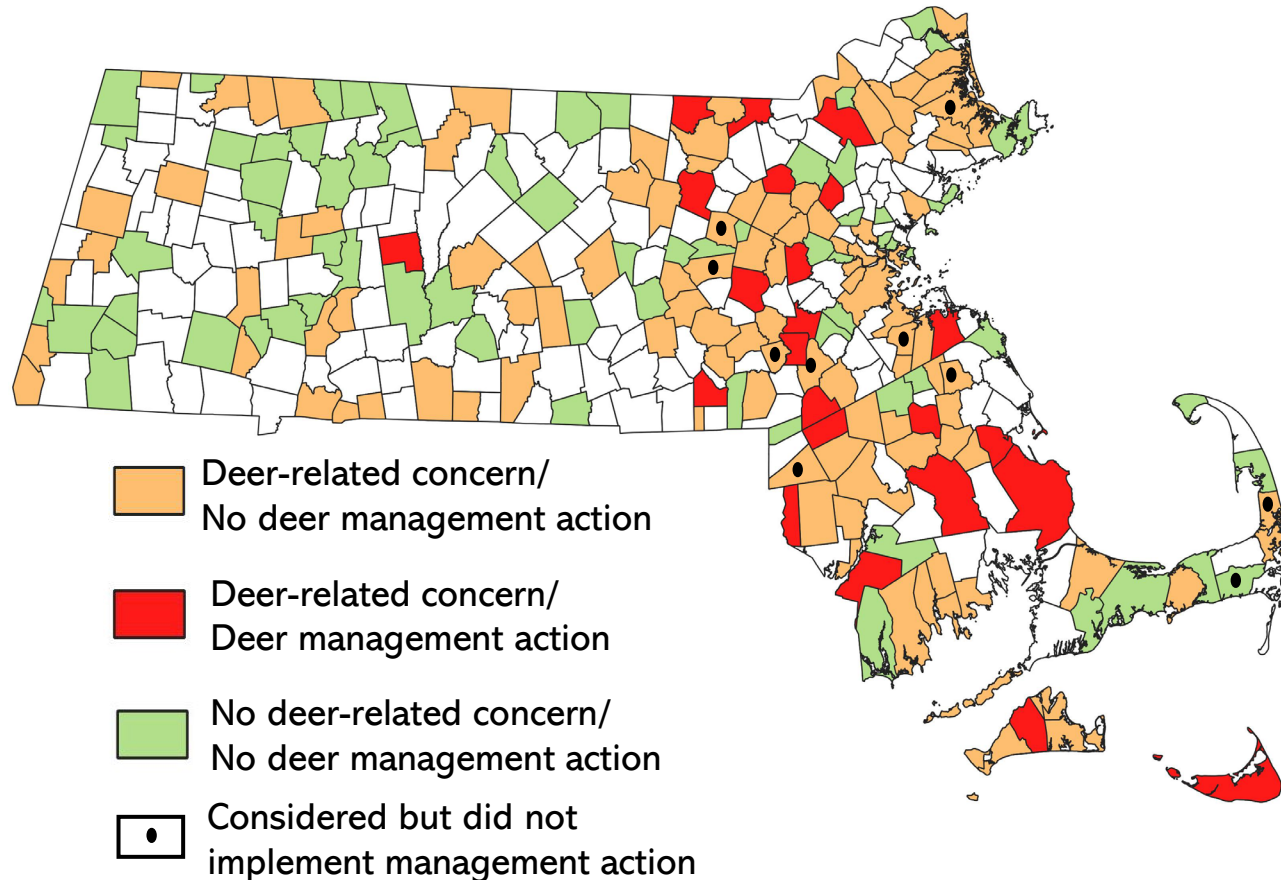 Deer-related concern/
No deer management action
Deer-related concern/
Deer management action
No deer-related concern/
No deer management action
Considered but did not
implement management action